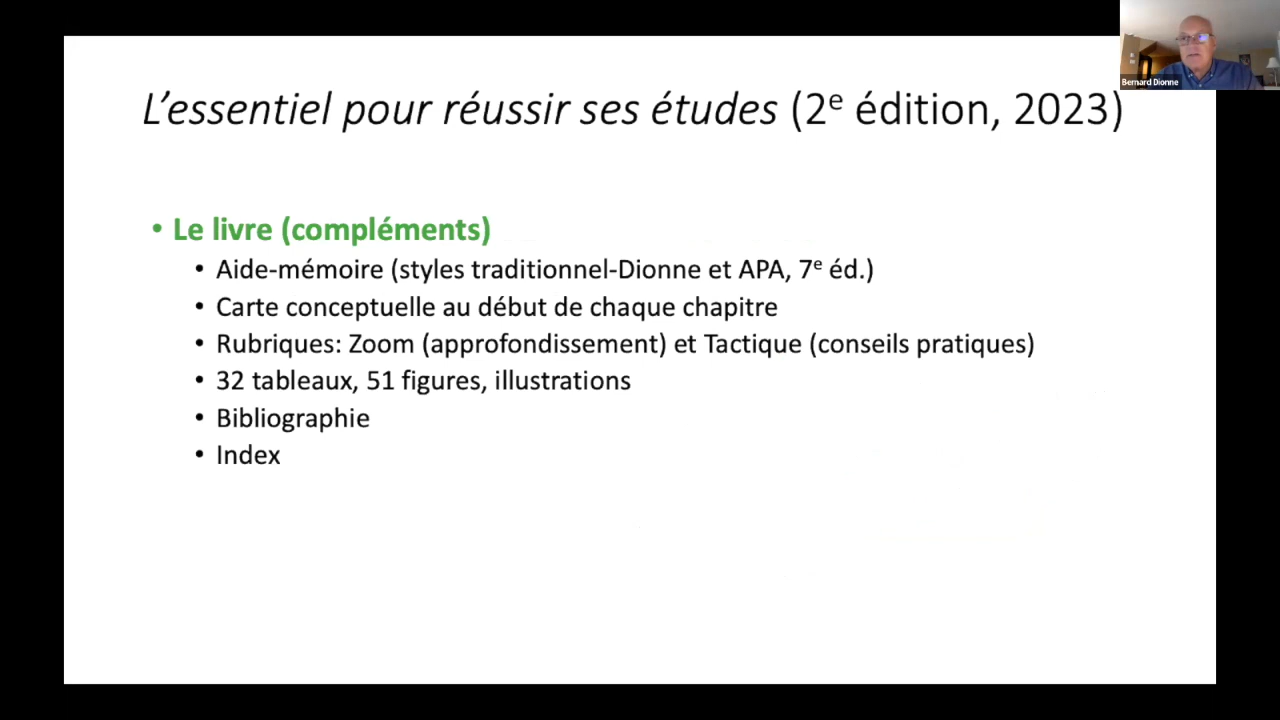 Bernard Dionne
L'essentiel pour réussir ses études (2e édition, 2023)
• Le livre (compléments)
• Aide-mémoire (styles traditionnel-Dionne et APA, 7e éd.)
• Carte conceptuelle au début de chaque chapitre
• Rubriques: Zoom (approfondissement) et Tactique (conseils pratiques)
• 32 tableaux, 51 figures, illustrations
• Bibliographie
• Index